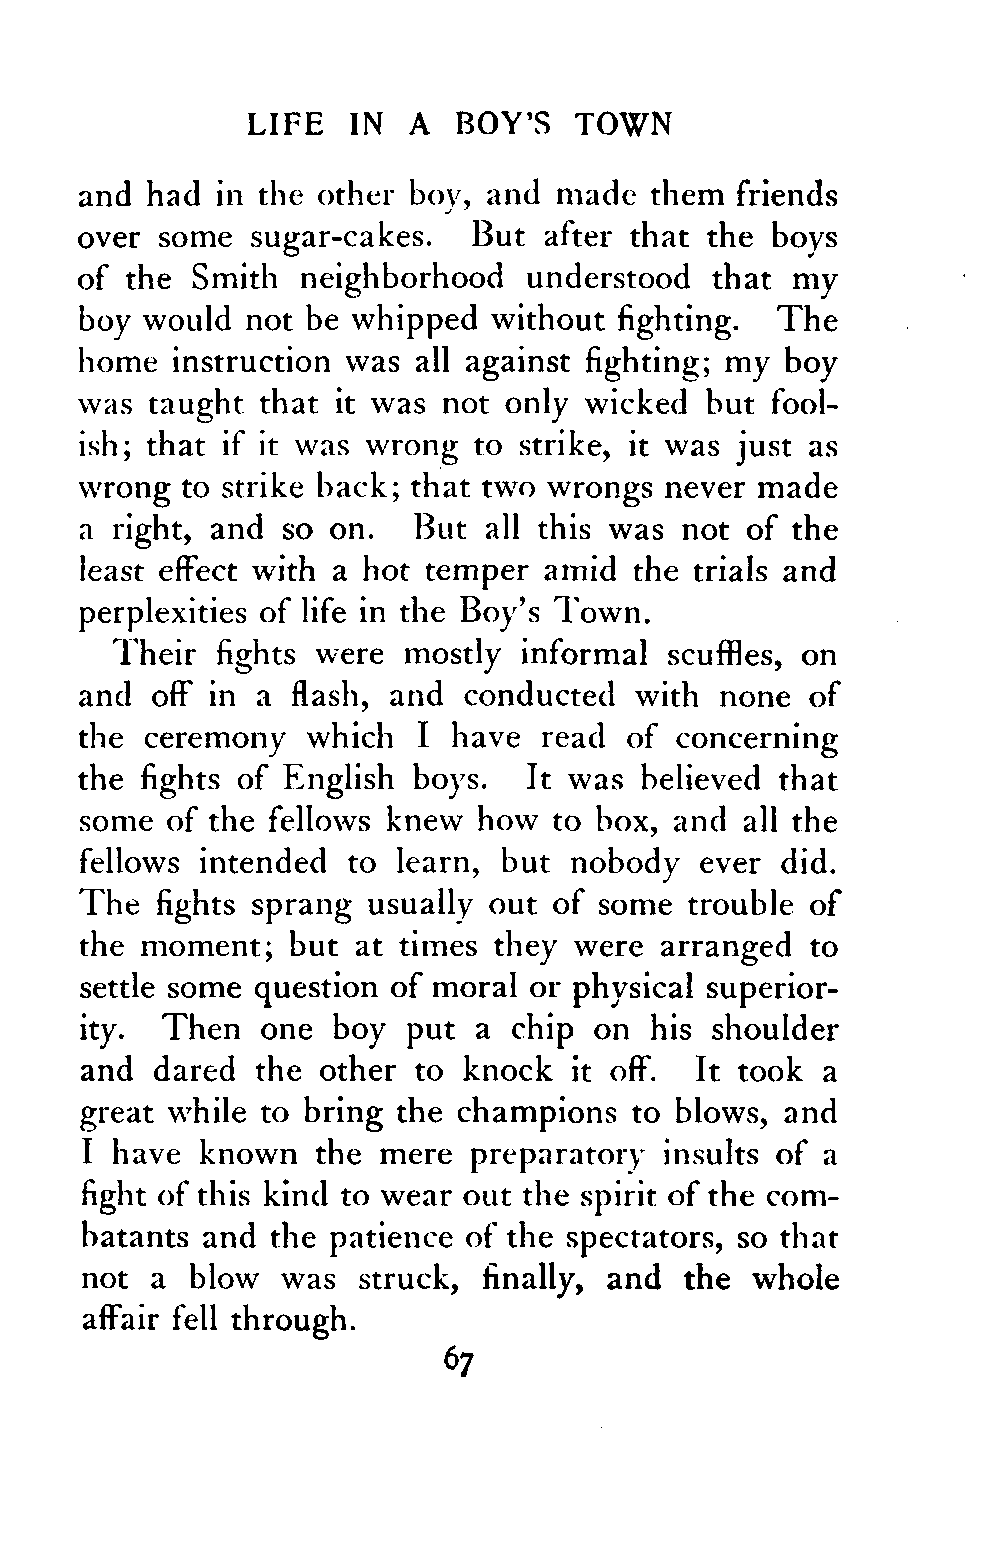 LIFE IN A BOY'S TOWN
and had in the other boy, and made them friends
over some sugar-cakes. But after that the boys
of the Smith neighborhood understood that my
boy would not be whipped without fighting. The
home instruction was all against fighting; my boy
was taught that it was not only wicked but fool-
ish; that if it was wrong to strike, it was just as
wrong to strike back; that two wrongs never made
a right, and so on. But all this was not of the
least effect with a hot temper amid the trials and
perplexities of life in the Boy's Town.
Their fights were mostly informal scuffles, on
and off in a flash, and conducted with none of
the ceremony which I have read of concerning
the fights of English boys. It was believed that
some of the fellows knew how to box, and all the
fellows intended to learn, but nobody ever did.
The fights sprang usually out of some trouble of
the moment; but at times they were arranged to
settle some question of moral or physical superior-
ity. Then one boy put a chip on his shoulder
and dared the other to knock it off. It took a
great while to bring the champions to blows, and
I have known the mere preparatory insults of a
fight of this kind to wear out the spirit of the com-
batants and the patience of the spectators, so that
not a blow was struck, finally, and the whole
affair fell through.
67